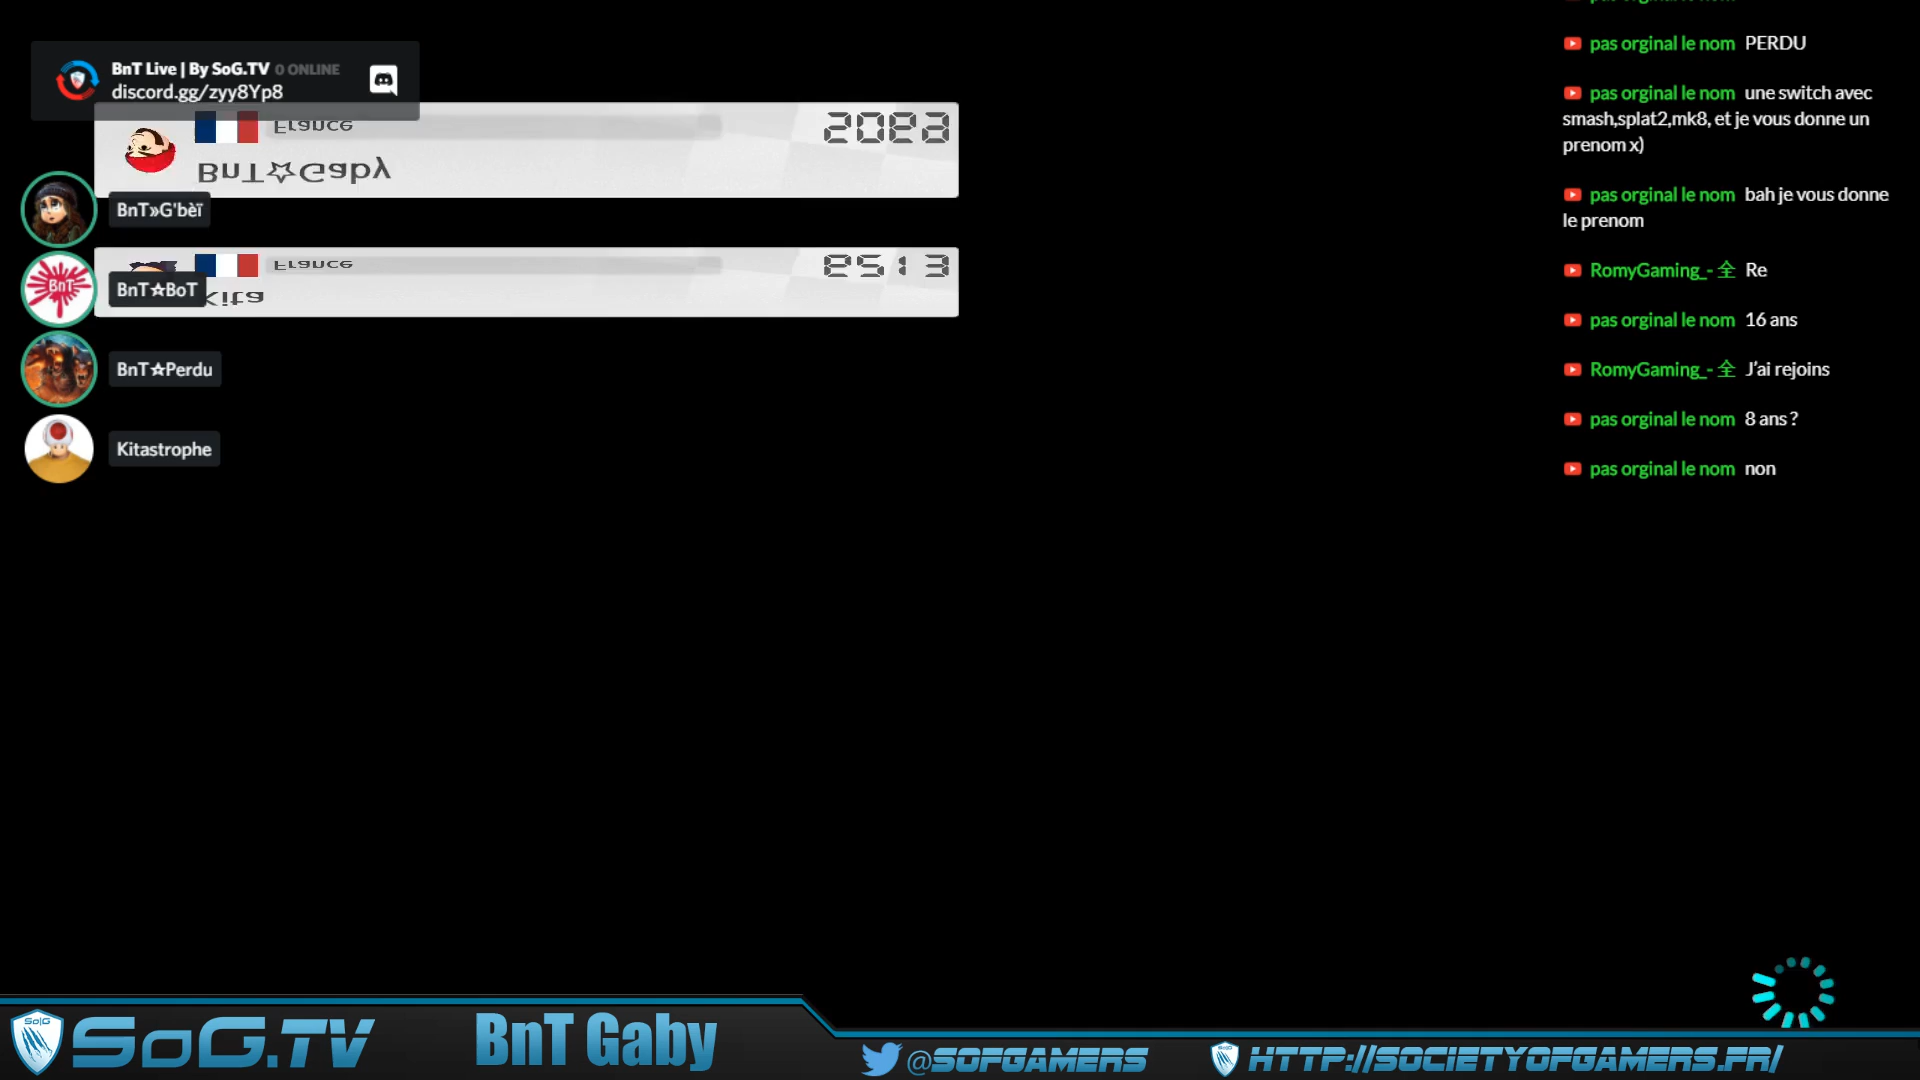 pas orginal le nom PERDU
pas orginal le nom une switch avec
smash,splat2,mk8, et je vous donne un
prenom x)
pas orginal le nom bah je vous donne
le prenom
RomyGaming_- 全 Re
pas orginal le nom 16 ans
RomyGaming_- 全 J'ai rejoins
pas orginal le nom 8 ans ?
pas orginal le nom non
BnT Live | By SoG.TV 0 ONLINE
discord.gg/zyy8Yp8
France
BnT☆Gaby
BnT»G'bèï
France
Kita
BnT
BnT☆BoT
BnT☆Perdu
Kitastrophe
SoG.TV
BnT Gaby
@SOFGAMERS
HTTP://SOCIETYOFGAMERS.FR/